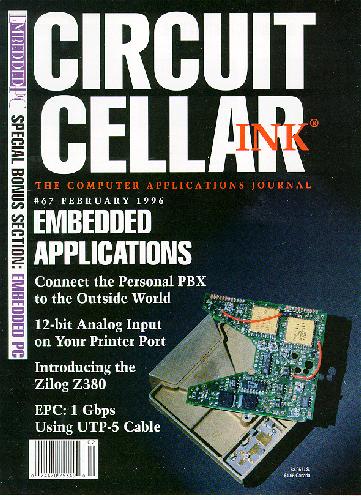 CIRCUIT
CELLAR
INK®
THE COMPUTER APPLICATIONS JOURNAL
#67 FEBRUARY 1996
EMBEDDED
APPLICATIONS
Connect the Personal PBX
to the Outside World
12-bit Analog Input
on Your Printer Port
Introducing the
Zilog Z380
EPC: 1 Gbps
Using UTP-5 Cable
EMBEDDED PC
SPECIAL BONUS SECTION: EMBEDDED PC